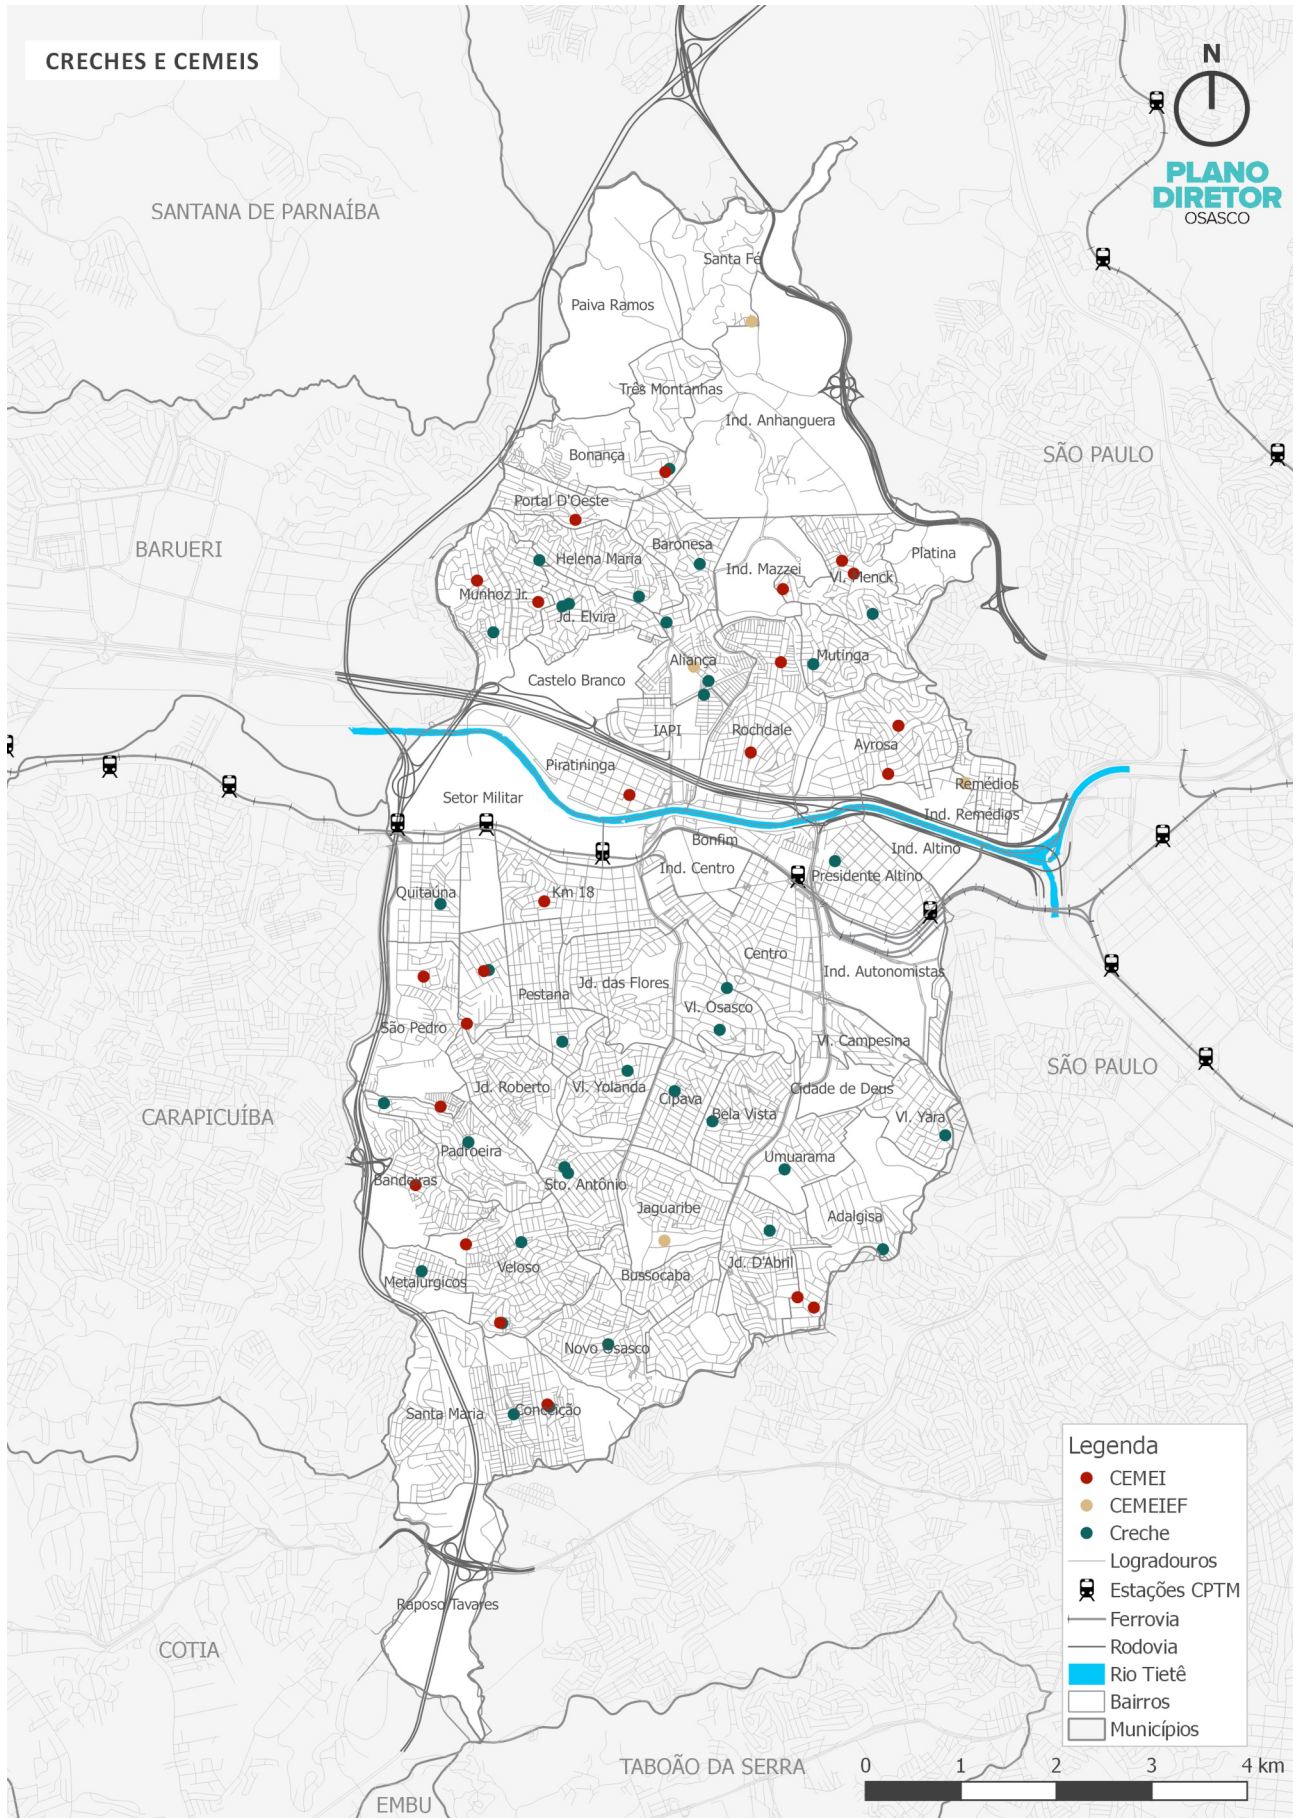 CRECHES E CEMEIS
N
PLANO
DIRETOR
OSASCO
SANTANA DE PARNAÍBA
Santa Fé
Paiva Ramos
Três Montanhas
Ind. Anhanguera
SÃO PAULO
Bonança
Portal D'Oeste
BARUERI
Baronesa
Platina
Helena Maria
Ind. Mazzei
Vl. Menck
Munhoz Jr.
Jd. Elvira
Mutinga
Aliança
Castelo Branco
IAPI
Rochdale
Ayrosa
Piratininga
Remédios
Setor Militar
Ind. Remédios
Bonfim
Ind. Altino
Ind. Centro
Presidente Altino
Quitaúna
Km 18
Centro
Ind. Autonomistas
Jd. das Flores
Pestana
Vl. Osasco
São Pedro
Vl. Campesina
SÃO PAULO
Jd. Roberto
Vl. Yolanda
Cidade de Deus
Cipava
CARAPICUÍBA
Bela Vista
Vl. Yara
Padroeira
Umuarama
Bandeiras
Sto. Antônio
Jaguaribe
Adalgisa
Veloso
Jd. D'Abril
Metalúrgicos
Bussocaba
Novo Osasco
Santa Maria
Conceição
Raposo Tavares
COTIA
TABOÃO DA SERRA
EMBU
Legenda
CEMEI
CEMEIEF
Creche
Logradouros
Estações CPTM
Ferrovia
Rodovia
Rio Tietê
Bairros
Municípios
0 1 2 3 4 km